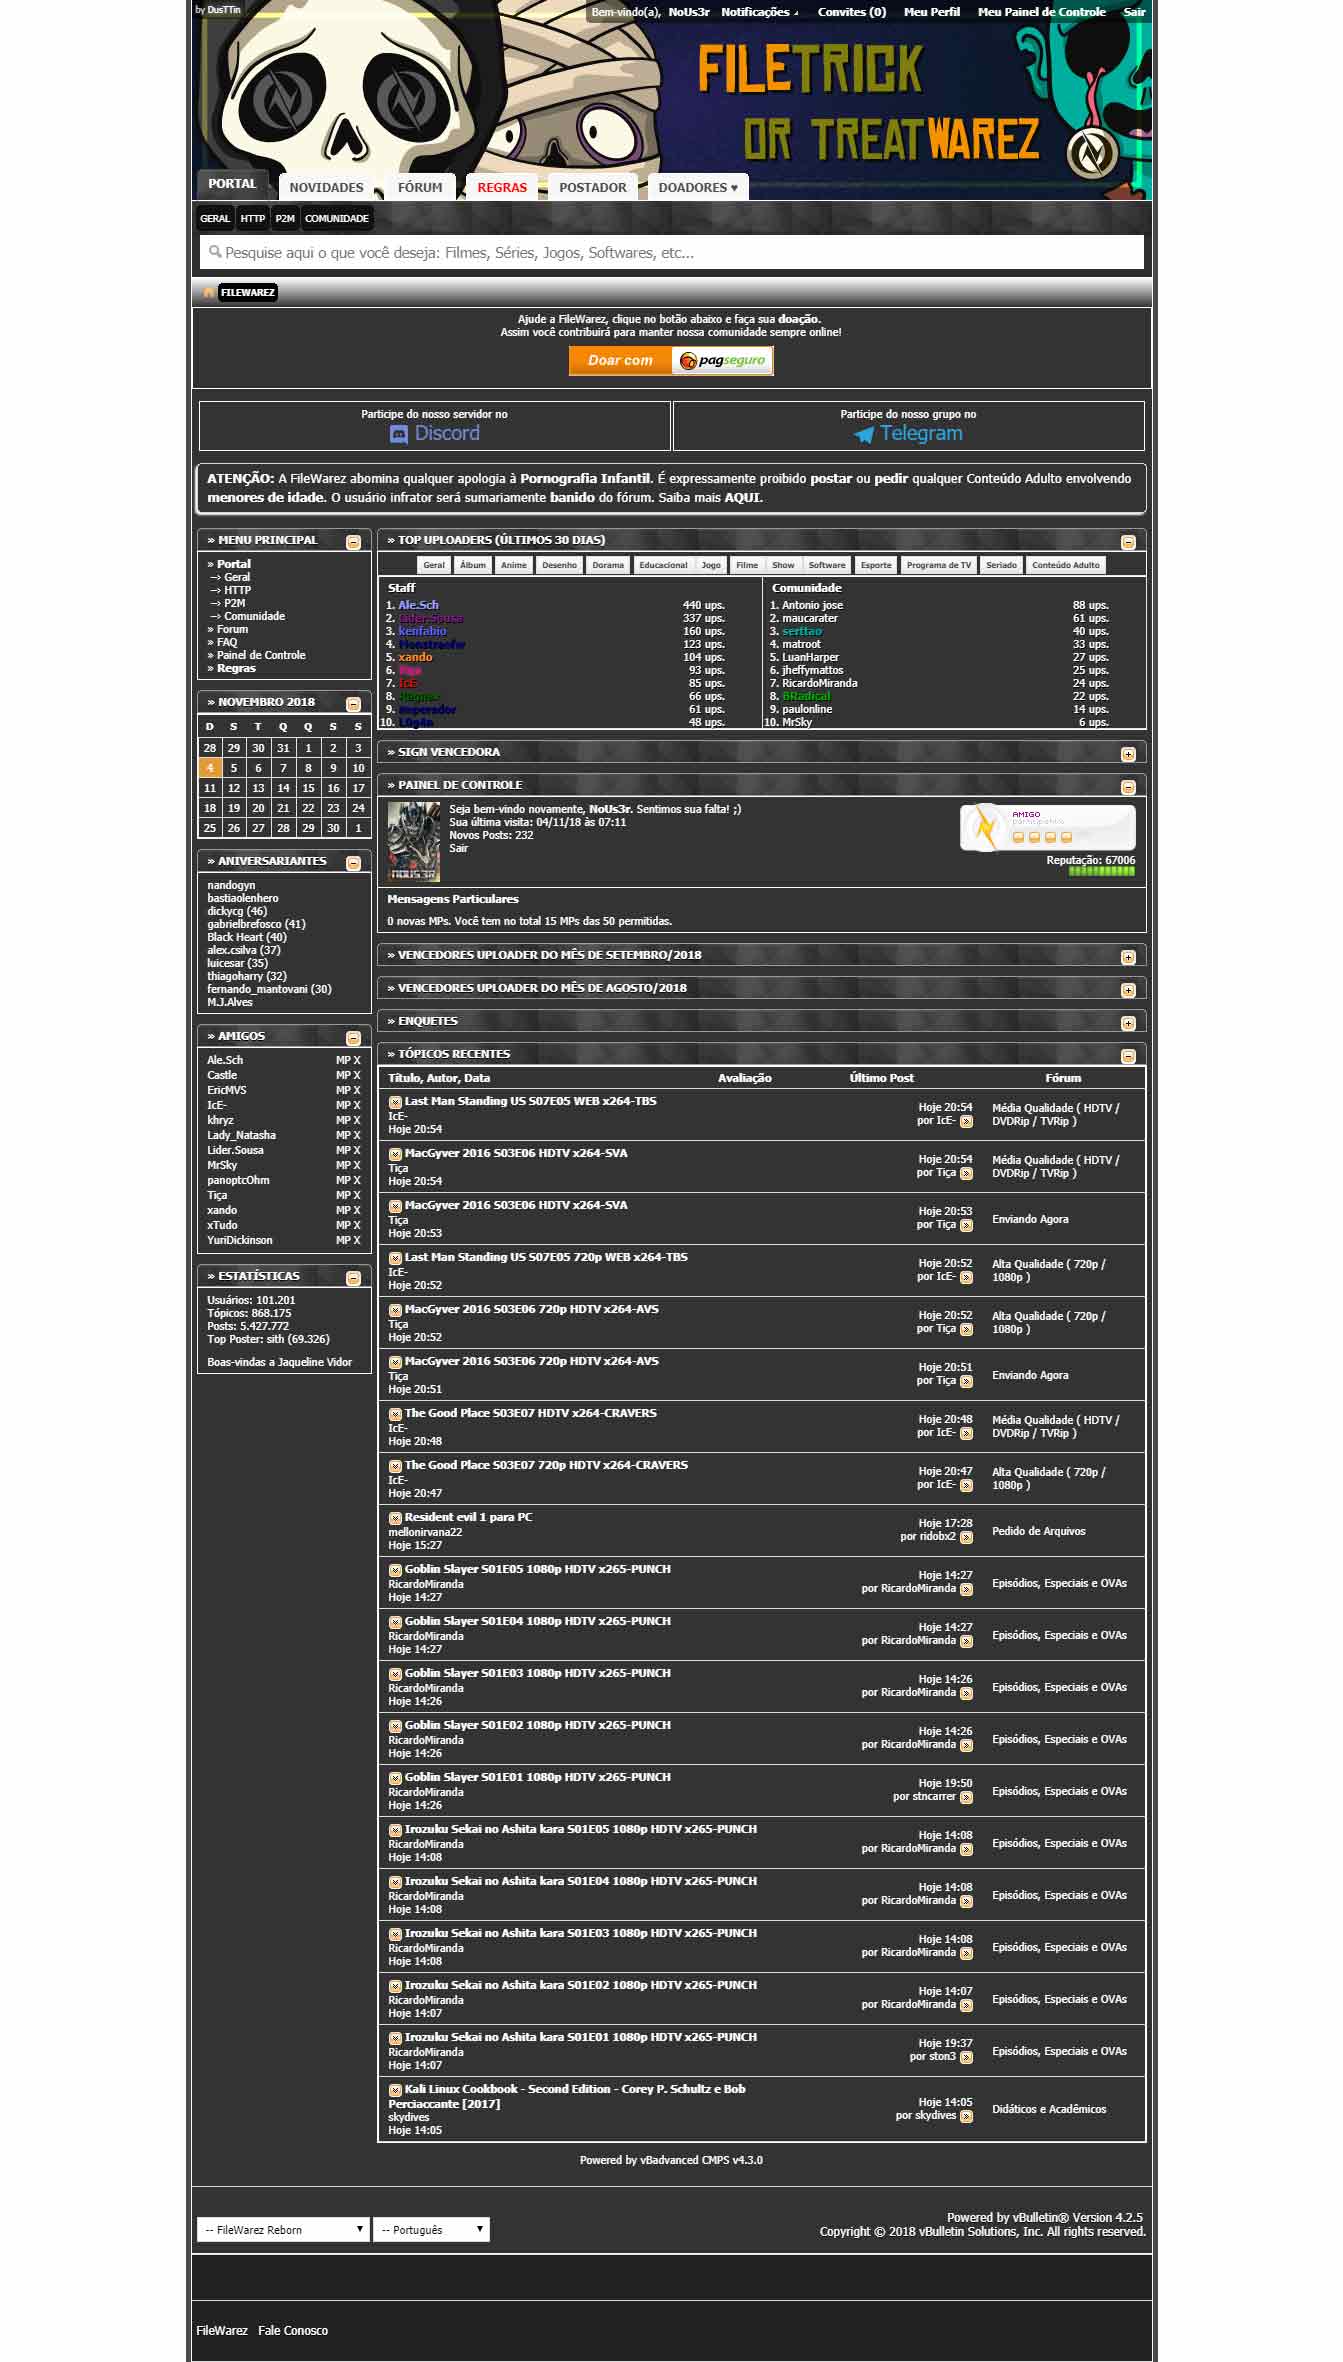 by DusTTin
Bem-vindo(a), NoUs3r Notificações Convites (0) Meu Perfil Meu Painel de Controle Sair
FILETRICK
OR TREATWAREZ
PORTAL NOVIDADES FÓRUM REGRAS POSTADOR DOADORES ♥
GERAL HTTP P2M COMUNIDADE
Pesquise aqui o que você deseja: Filmes, Séries, Jogos, Softwares, etc...
FILEWAREZ
Ajude a FileWarez, clique no botão abaixo e faça sua doação.
Assim você contribuirá para manter nossa comunidade sempre online!
Doar com pagseguro
Participe do nosso servidor no
Discord
Participe do nosso grupo no
Telegram
ATENÇÃO: A FileWarez abomina qualquer apologia à Pornografia Infantil. É expressamente proibido postar ou pedir qualquer Conteúdo Adulto envolvendo
menores de idade. O usuário infrator será sumariamente banido do fórum. Saiba mais AQUI.
» MENU PRINCIPAL
» Portal
--> Geral
--> HTTP
--> P2M
--> Comunidade
» Forum
» FAQ
» Painel de Controle
» Regras
» NOVEMBRO 2018
D S T Q Q S S
28 29 30 31 1 2 3
4 5 6 7 8 9 10
11 12 13 14 15 16 17
18 19 20 21 22 23 24
25 26 27 28 29 30 1
» ANIVERSARIANTES
nandogyn
bastiaolenhero
dickycg (46)
gabrielbrefosco (41)
Black Heart (40)
alex.csilva (37)
luicesar (35)
thiagoharry (32)
fernando_mantovani (30)
M.J.Alves
» AMIGOS
Ale.Sch MP X
Castle MP X
EricMVS MP X
IcE- MP X
khryz MP X
Lady_Natasha MP X
Lider.Sousa MP X
MrSky MP X
panoptcOhm MP X
Tiça MP X
xando MP X
xTudo MP X
YuriDickinson MP X
» ESTATÍSTICAS
Usuários: 101.201
Tópicos: 868.175
Posts: 5.427.772
Top Poster: sith (69.326)
Boas-vindas a Jaqueline Vidor
» TOP UPLOADERS (ÚLTIMOS 30 DIAS)
Geral Álbum Anime Desenho Dorama Educacional Jogo Filme Show Software Esporte Programa de TV Seriado Conteúdo Adulto
Staff
1. Ale.Sch 440 ups.
2. Lider.Sousa 337 ups.
3. kenfabio 160 ups.
4. Monstraofw 123 ups.
5. xando 104 ups.
6. Tiça 93 ups.
7. IcE- 85 ups.
8. Ragnax 66 ups.
9. Imperador 61 ups.
10. L0g4n 48 ups.
Comunidade
1. Antonio jose 88 ups.
2. maucarater 61 ups.
3. serttao 40 ups.
4. matroot 33 ups.
5. LuanHarper 27 ups.
6. jheffymattos 25 ups.
7. RicardoMiranda 24 ups.
8. BRadical 22 ups.
9. paulonline 14 ups.
10. MrSky 6 ups.
» SIGN VENCEDORA
» PAINEL DE CONTROLE
NOUS3R
Seja bem-vindo novamente, NoUs3r. Sentimos sua falta! ;)
Sua última visita: 04/11/18 às 07:11
Novos Posts: 232
Sair
AMIGO
participativo
Reputação: 67006
Mensagens Particulares
0 novas MPs. Você tem no total 15 MPs das 50 permitidas.
» VENCEDORES UPLOADER DO MÊS DE SETEMBRO/2018
» VENCEDORES UPLOADER DO MÊS DE AGOSTO/2018
» ENQUETES
» TÓPICOS RECENTES
Título, Autor, Data Avaliação Último Post Fórum
Last Man Standing US S07E05 WEB x264-TBS
IcE-
Hoje 20:54
Hoje 20:54
por IcE-
Média Qualidade ( HDTV /
DVDRip / TVRip )
MacGyver 2016 S03E06 HDTV x264-SVA
Tiça
Hoje 20:54
Hoje 20:54
por Tiça
Média Qualidade ( HDTV /
DVDRip / TVRip )
MacGyver 2016 S03E06 HDTV x264-SVA
Tiça
Hoje 20:53
Hoje 20:53
por Tiça
Enviando Agora
Last Man Standing US S07E05 720p WEB x264-TBS
IcE-
Hoje 20:52
Hoje 20:52
por IcE-
Alta Qualidade ( 720p /
1080p )
MacGyver 2016 S03E06 720p HDTV x264-AVS
Tiça
Hoje 20:52
Hoje 20:52
por Tiça
Alta Qualidade ( 720p /
1080p )
MacGyver 2016 S03E06 720p HDTV x264-AVS
Tiça
Hoje 20:51
Hoje 20:51
por Tiça
Enviando Agora
The Good Place S03E07 HDTV x264-CRAVERS
IcE-
Hoje 20:48
Hoje 20:48
por IcE-
Média Qualidade ( HDTV /
DVDRip / TVRip )
The Good Place S03E07 720p HDTV x264-CRAVERS
IcE-
Hoje 20:47
Hoje 20:47
por IcE-
Alta Qualidade ( 720p /
1080p )
Resident evil 1 para PC
mellonirvana22
Hoje 15:27
Hoje 17:28
por ridobx2
Pedido de Arquivos
Goblin Slayer S01E05 1080p HDTV x265-PUNCH
RicardoMiranda
Hoje 14:27
Hoje 14:27
por RicardoMiranda
Episódios, Especiais e OVAs
Goblin Slayer S01E04 1080p HDTV x265-PUNCH
RicardoMiranda
Hoje 14:27
Hoje 14:27
por RicardoMiranda
Episódios, Especiais e OVAs
Goblin Slayer S01E03 1080p HDTV x265-PUNCH
RicardoMiranda
Hoje 14:26
Hoje 14:26
por RicardoMiranda
Episódios, Especiais e OVAs
Goblin Slayer S01E02 1080p HDTV x265-PUNCH
RicardoMiranda
Hoje 14:26
Hoje 14:26
por RicardoMiranda
Episódios, Especiais e OVAs
Goblin Slayer S01E01 1080p HDTV x265-PUNCH
RicardoMiranda
Hoje 14:26
Hoje 19:50
por stncarrer
Episódios, Especiais e OVAs
Irozuku Sekai no Ashita kara S01E05 1080p HDTV x265-PUNCH
RicardoMiranda
Hoje 14:08
Hoje 14:08
por RicardoMiranda
Episódios, Especiais e OVAs
Irozuku Sekai no Ashita kara S01E04 1080p HDTV x265-PUNCH
RicardoMiranda
Hoje 14:08
Hoje 14:08
por RicardoMiranda
Episódios, Especiais e OVAs
Irozuku Sekai no Ashita kara S01E03 1080p HDTV x265-PUNCH
RicardoMiranda
Hoje 14:08
Hoje 14:08
por RicardoMiranda
Episódios, Especiais e OVAs
Irozuku Sekai no Ashita kara S01E02 1080p HDTV x265-PUNCH
RicardoMiranda
Hoje 14:07
Hoje 14:07
por RicardoMiranda
Episódios, Especiais e OVAs
Irozuku Sekai no Ashita kara S01E01 1080p HDTV x265-PUNCH
RicardoMiranda
Hoje 14:07
Hoje 19:37
por ston3
Episódios, Especiais e OVAs
Kali Linux Cookbook - Second Edition - Corey P. Schultz e Bob
Perciaccante [2017]
skydives
Hoje 14:05
Hoje 14:05
por skydives
Didáticos e Acadêmicos
Powered by vBadvanced CMPS v4.3.0
-- FileWarez Reborn -- Português
Powered by vBulletin® Version 4.2.5
Copyright © 2018 vBulletin Solutions, Inc. All rights reserved.
FileWarez Fale Conosco